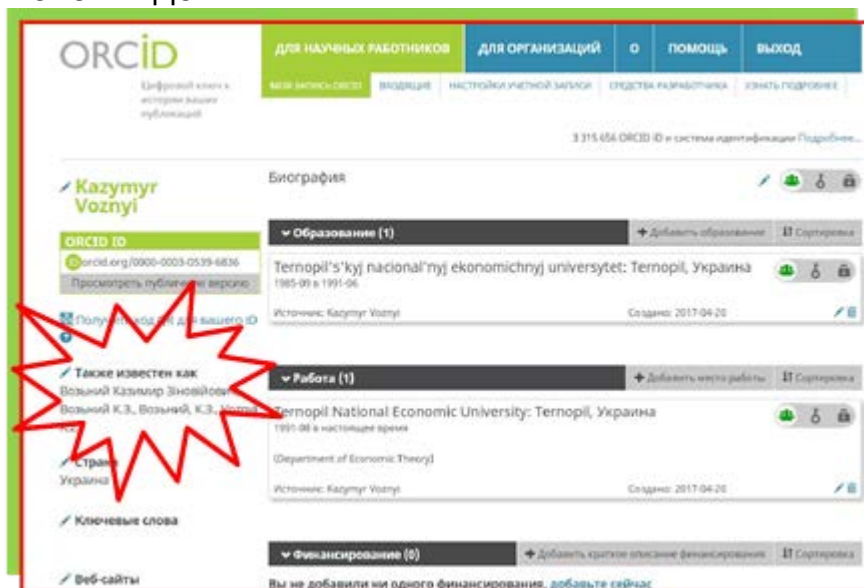 ORCID
Цифровой ключ к
истории ваших
публикаций
ДЛЯ НАУЧНЫХ РАБОТНИКОВ
ДЛЯ ОРГАНИЗАЦИЙ
О
ПОМОЩЬ
ВЫХОД
МОЯ ЗАПИСЬ ORCID
ВХОДЯЩИЕ
НАСТРОЙКИ УЧЕТНОЙ ЗАПИСИ
СРЕДСТВА РАЗРАБОТЧИКА
УЗНАТЬ ПОДРОБНЕЕ
3 315 656 ORCID iD и система идентификации Подробнее...
Kazymyr
Voznyi
ORCID ID
orcid.org/0000-0003-0539-6836
Просмотреть публичную версию
Получить код QR для вашего iD
Также известен как
Возьний Казимир
Возьний К.З., Возьний, К.З.,
Страна
Украина
Ключевые слова
Веб-сайты
Биография
Образование (1)
Добавить образование
Сортировка
Ternopil's'kyj nacional'nyj ekonomichnyj universytet: Ternopil, Украина
1985-09 в 1991-06
Источник: Kazymyr Voznyi
Создано: 2017-04-20
Работа (1)
Добавить место работы
Сортировка
Ternopil National Economic University: Ternopil, Украина
1991-08 в настоящее время
(Department of Economic Theory)
Источник: Kazymyr Voznyi
Создано: 2017-04-20
Финансирование (0)
Добавить краткое описание финансирования
Сортировка
Вы не добавили ни одного финансирования, добавьте сейчас